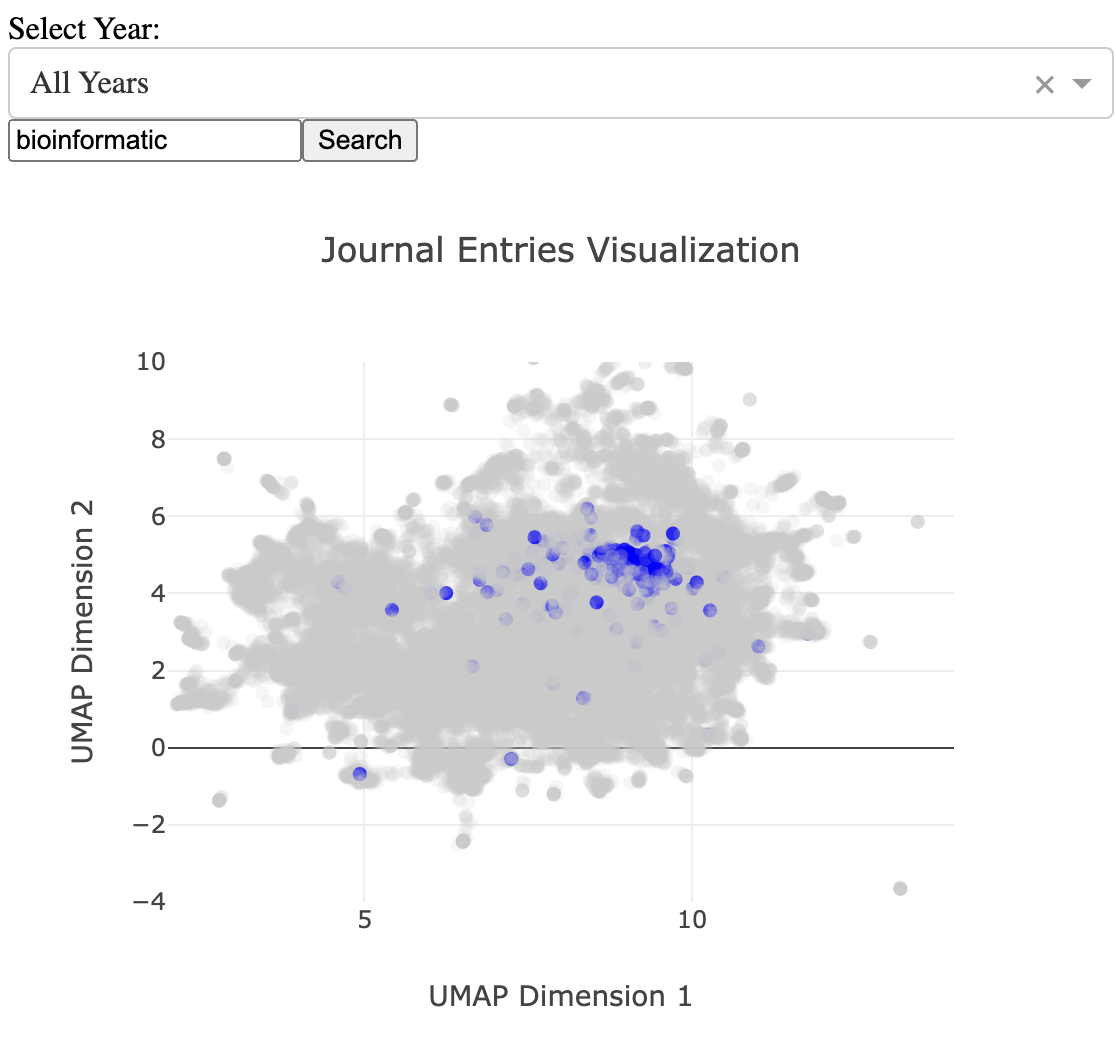 Select Year:
All Years
bioinformatic Search
Journal Entries Visualization
10
8
6
4
2
0
−2
−4
UMAP Dimension 2
5 10
UMAP Dimension 1